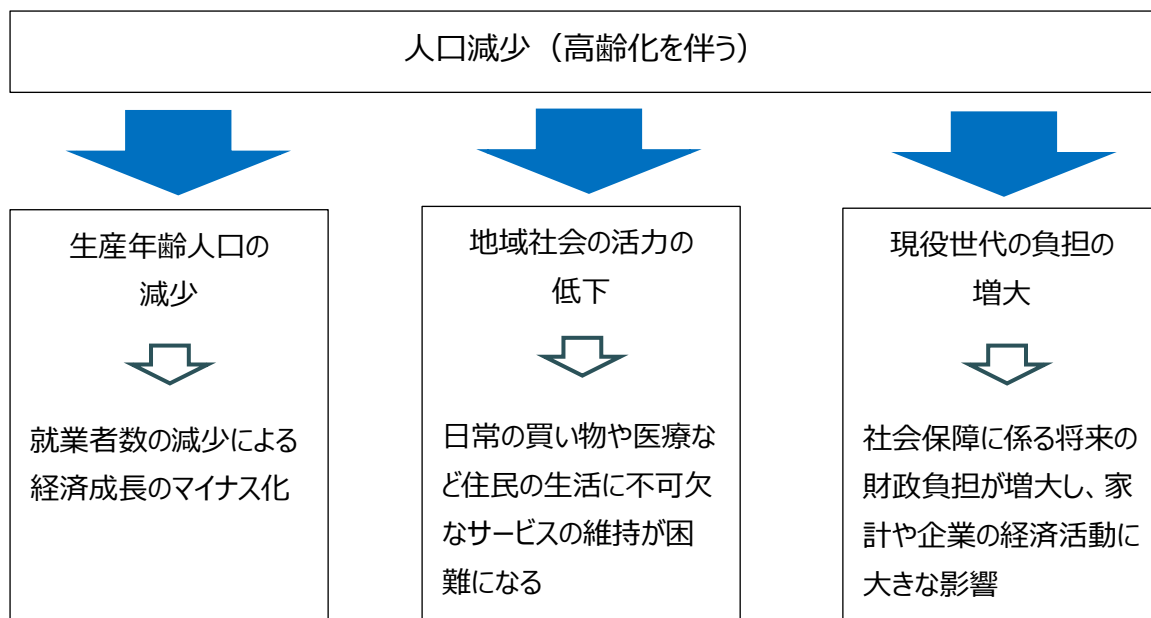 人口減少（高齢化を伴う）
生産年齢人口の
減少
就業者数の減少による
経済成長のマイナス化
地域社会の活力の
低下
日常の買い物や医療な
ど住民の生活に不可欠
なサービスの維持が困
難になる
現役世代の負担の
増大
社会保障に係る将来の
財政負担が増大し、家
計や企業の経済活動に
大きな影響